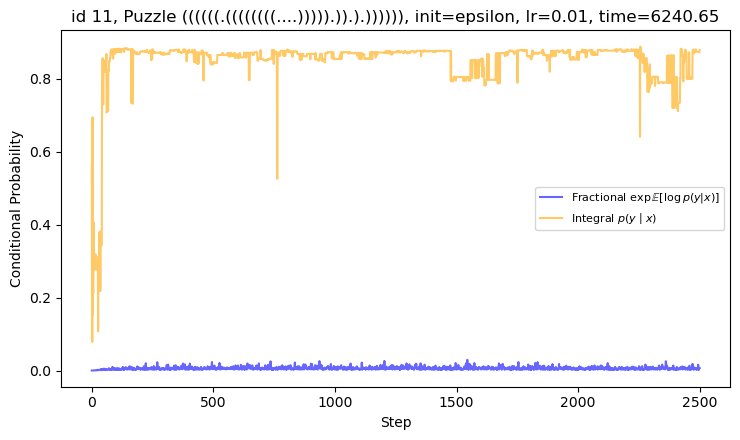 id 11, Puzzle ((((((.((((((((....))))).)).).)))))), init=epsilon, lr=0.01, time=6240.65
Conditional Probability
0.8
0.6
0.4
0.2
0.0
Fractional exp𝔼[log p(y|x)]
Integral p(y | x)
0
500
1000
1500
2000
2500
Step